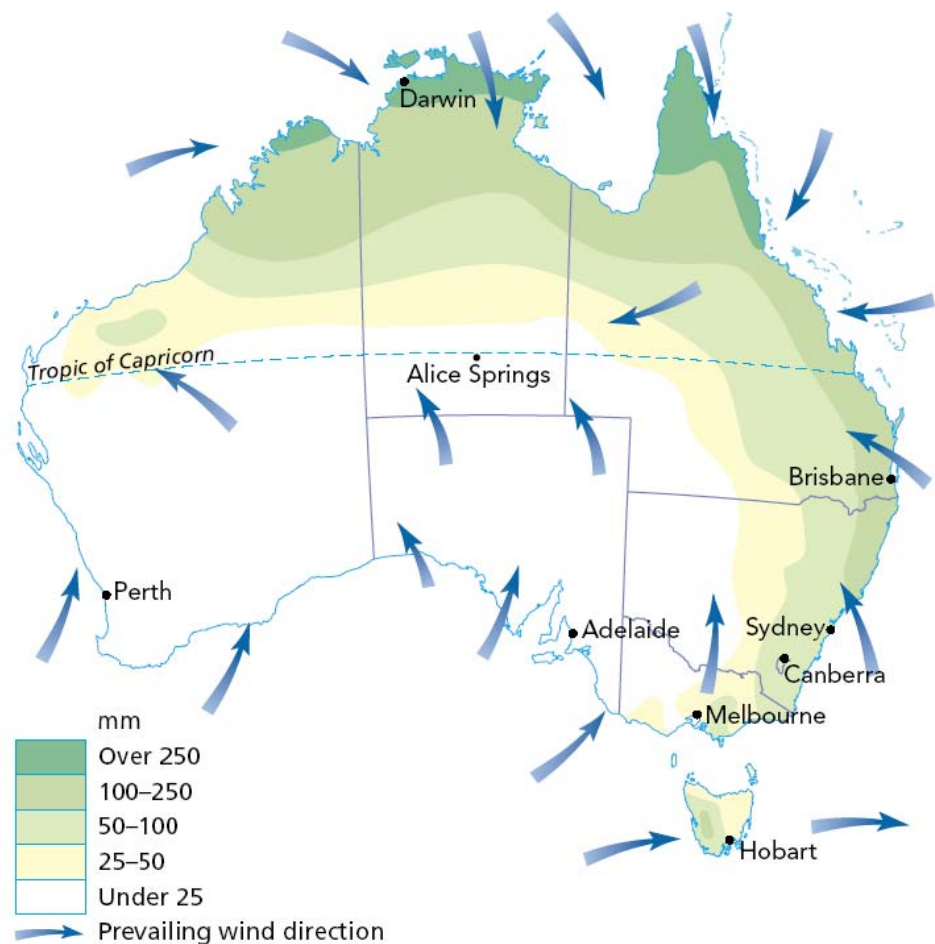 Darwin
Tropic of Capricorn
Alice Springs
Brisbane
Perth
Adelaide
Sydney
Canberra
Melbourne
Hobart
mm
Over 250
100–250
50–100
25–50
Under 25
Prevailing wind direction